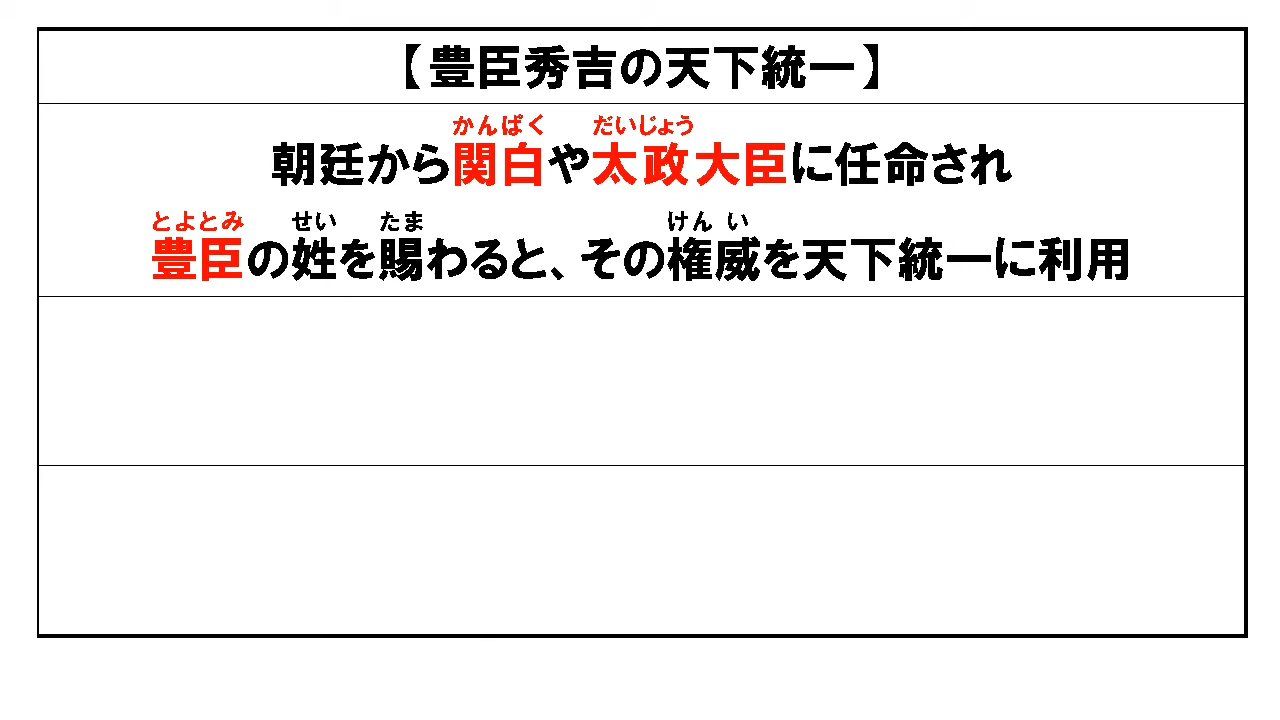 【豊臣秀吉の天下統一】
かんぱく だいじょう
朝廷から関白や太政大臣に任命され
とよとみ せい たま けん い
豊臣の姓を賜わると、その権威を天下統一に利用